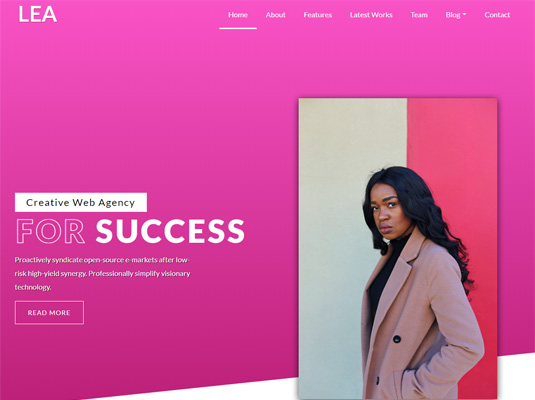 LEA
Home About Features Latest Works Team Blog Contact
Creative Web Agency
FOR SUCCESS
Proactively syndicate open-source e-markets after low-
risk high-yield synergy. Professionally simplify visionary
technology.
READ MORE